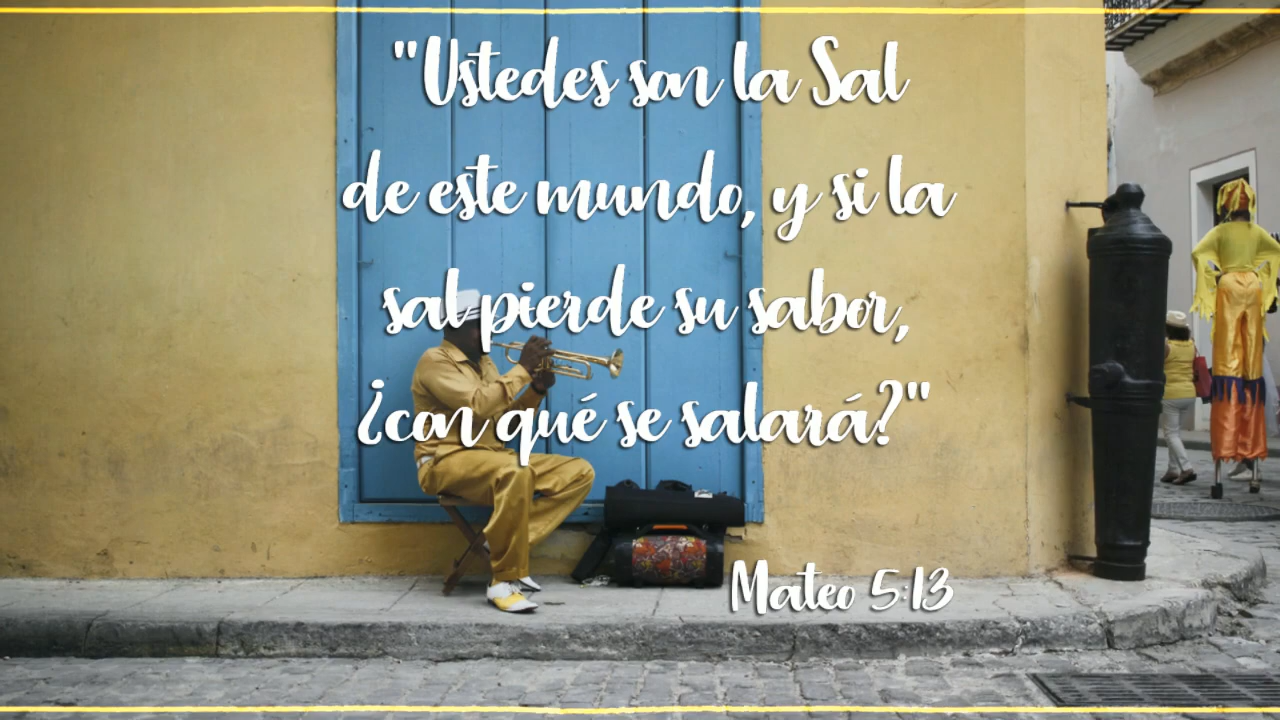 "Ustedes son la Sal
de este mundo, y si la
sal pierde su sabor,
¿con qué se salará?"
Mateo 5:13